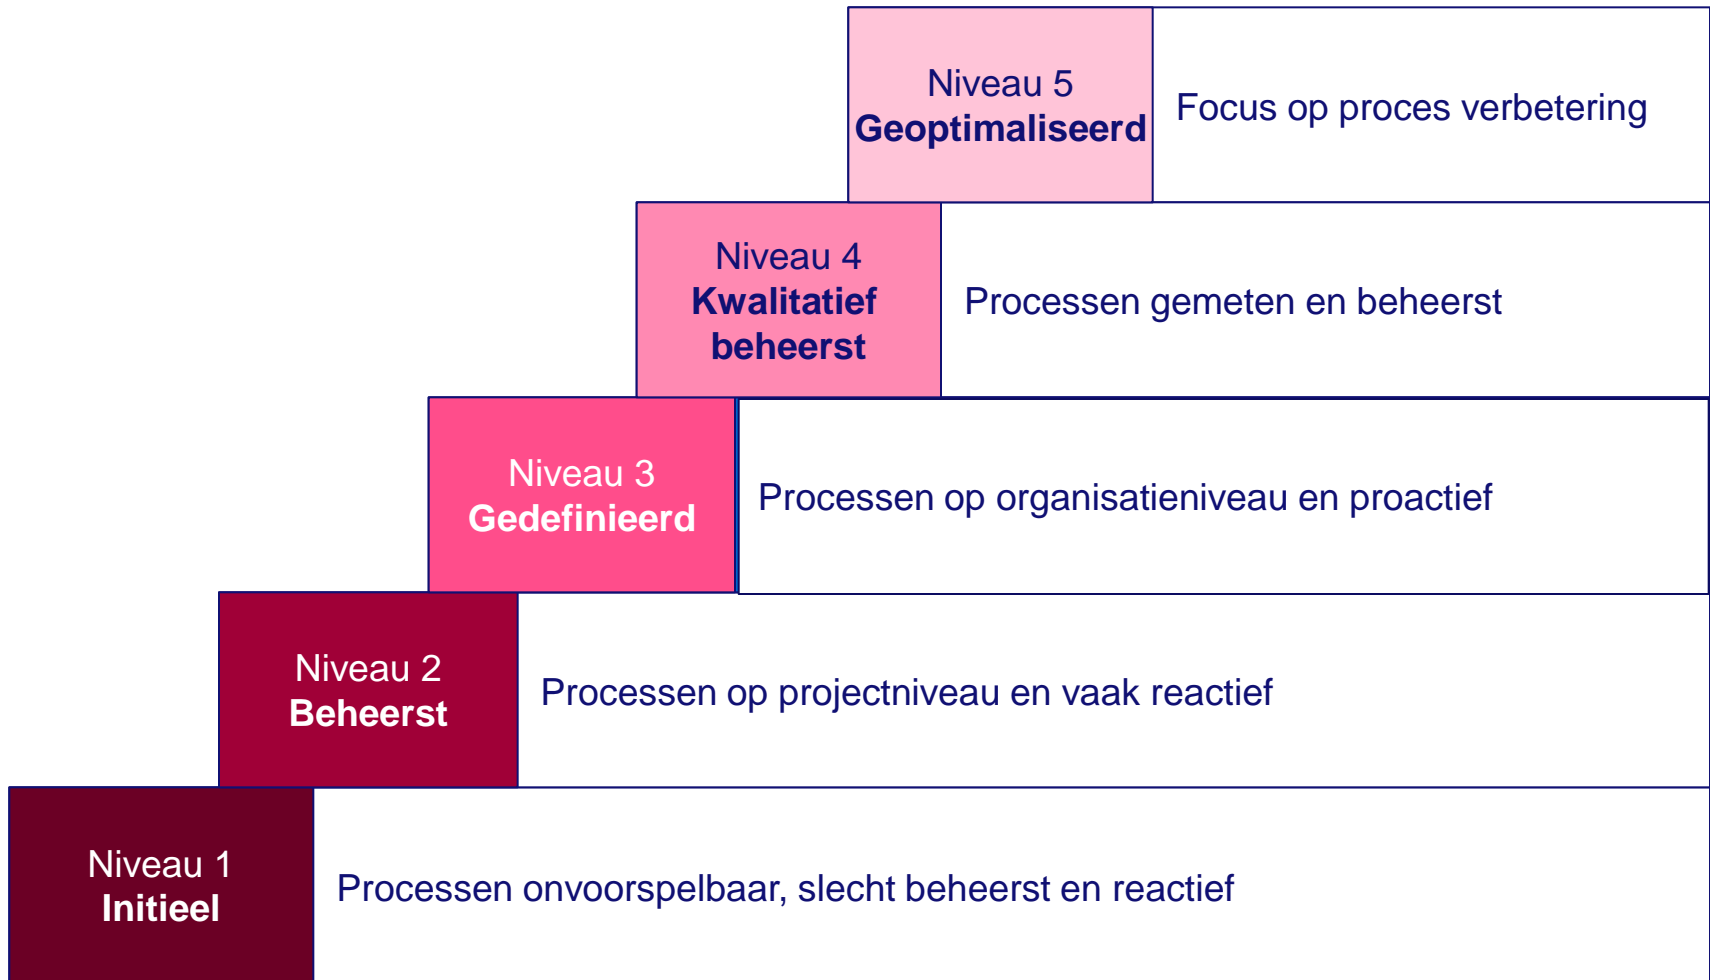 Niveau 5
Geoptimaliseerd
Focus op proces verbetering
Niveau 4
Kwalitatief
beheerst
Processen gemeten en beheerst
Niveau 3
Gedefinieerd
Processen op organisatieniveau en proactief
Niveau 2
Beheerst
Processen op projectniveau en vaak reactief
Niveau 1
Initieel
Processen onvoorspelbaar, slecht beheerst en reactief